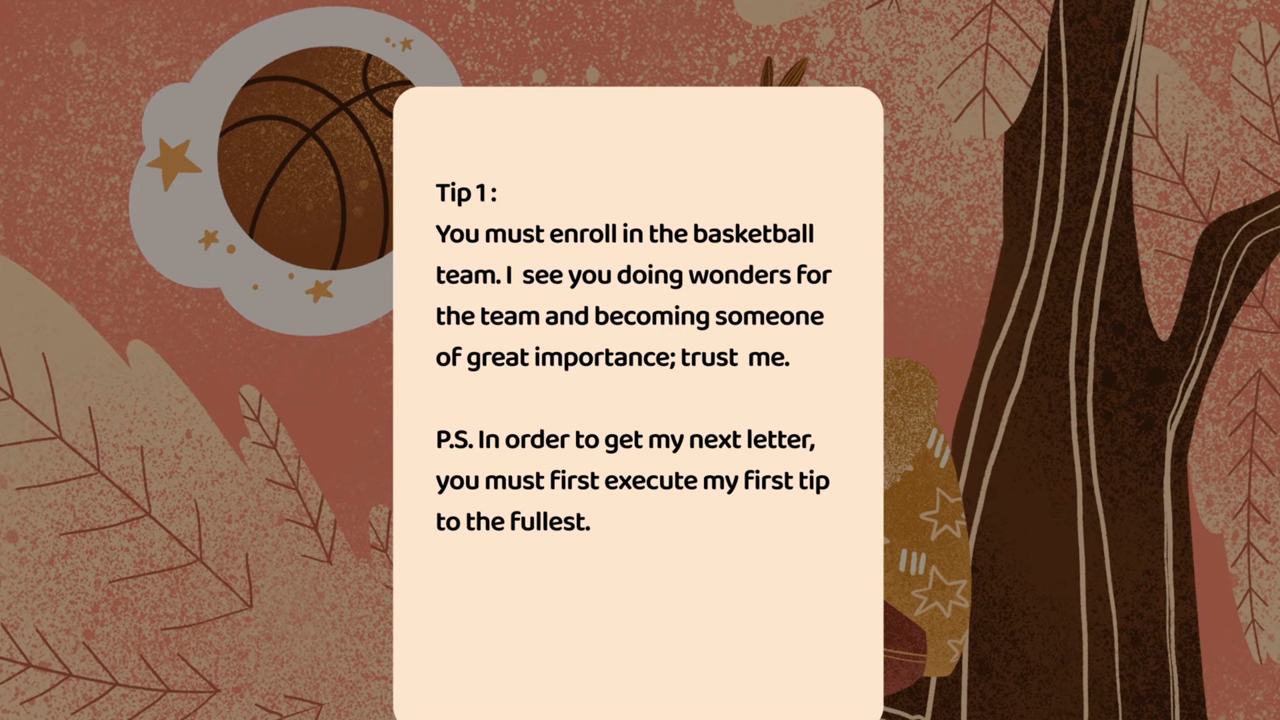 Tip 1 :
You must enroll in the basketball
team. I  see you doing wonders for
the team and becoming someone
of great importance; trust  me.
P.S. In order to get my next letter,
you must first execute my first tip
to the fullest.